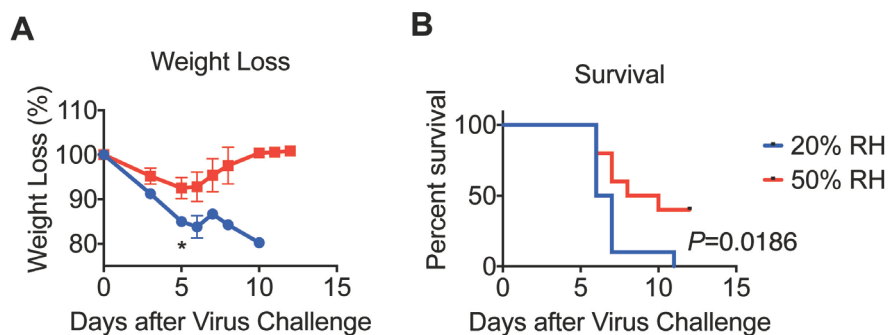 A
Weight Loss
Weight Loss (%)
110
100
90
80
0 5 10 15
*
Days after Virus Challenge
B
Survival
Percent survival
100
50
0
0 5 10 15
P=0.0186
Days after Virus Challenge
20% RH
50% RH